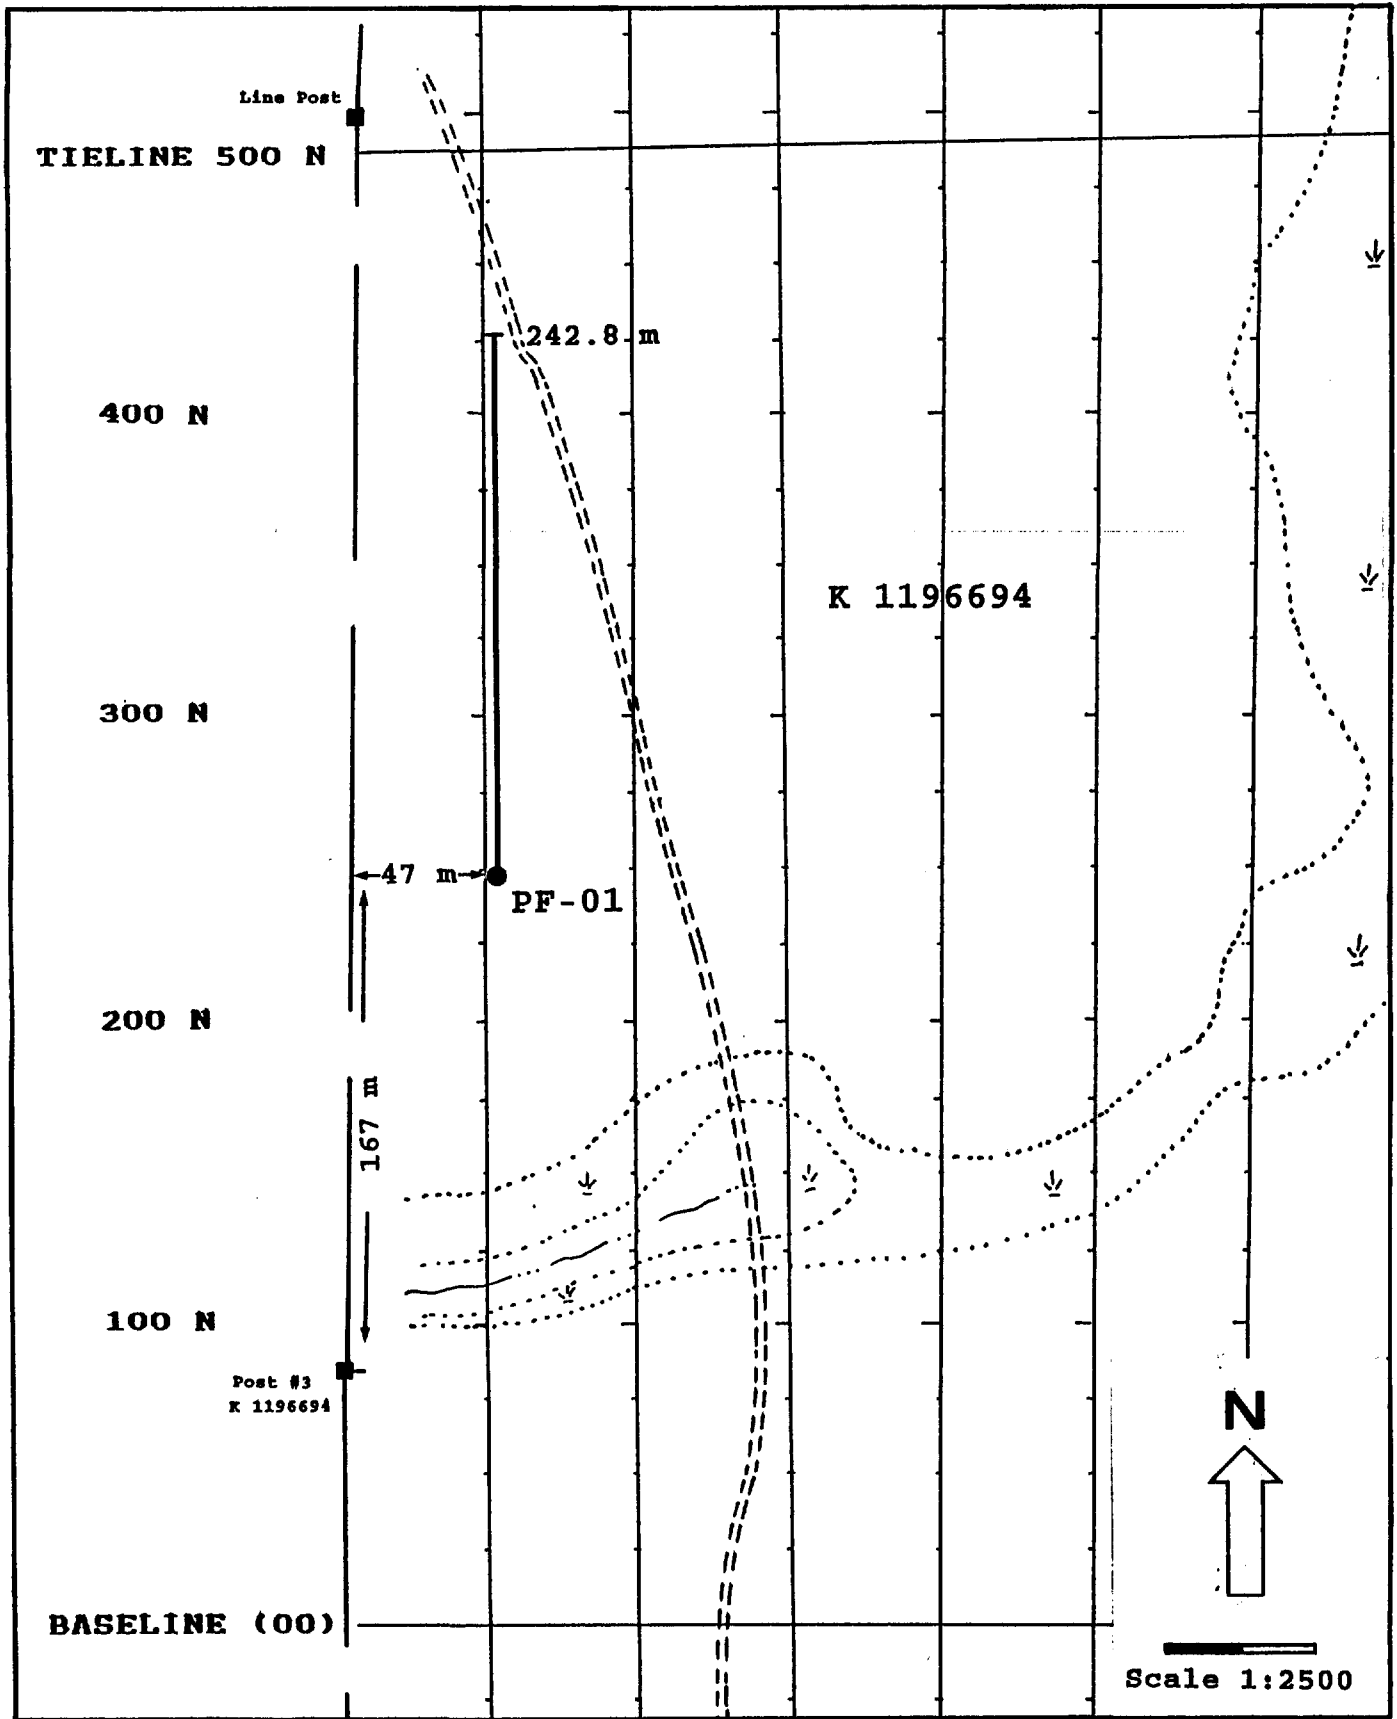 Line Post
TIELINE 500 N
242.8 m
400 N
K 1196694
300 N
47 m
PF-01
200 N
167 m
100 N
Post #3
K 1196694
N
BASELINE (00)
Scale 1:2500